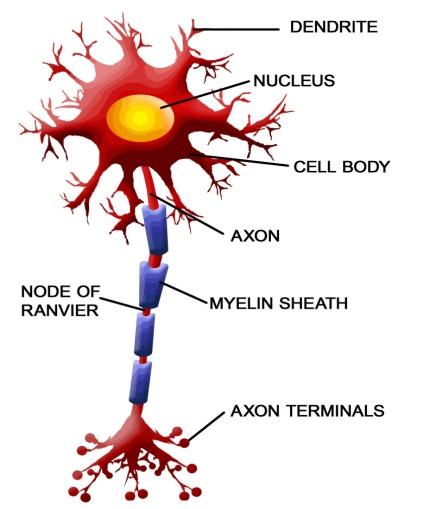 DENDRITE
NUCLEUS
CELL BODY
AXON
NODE OF
RANVIER
MYELIN SHEATH
AXON TERMINALS